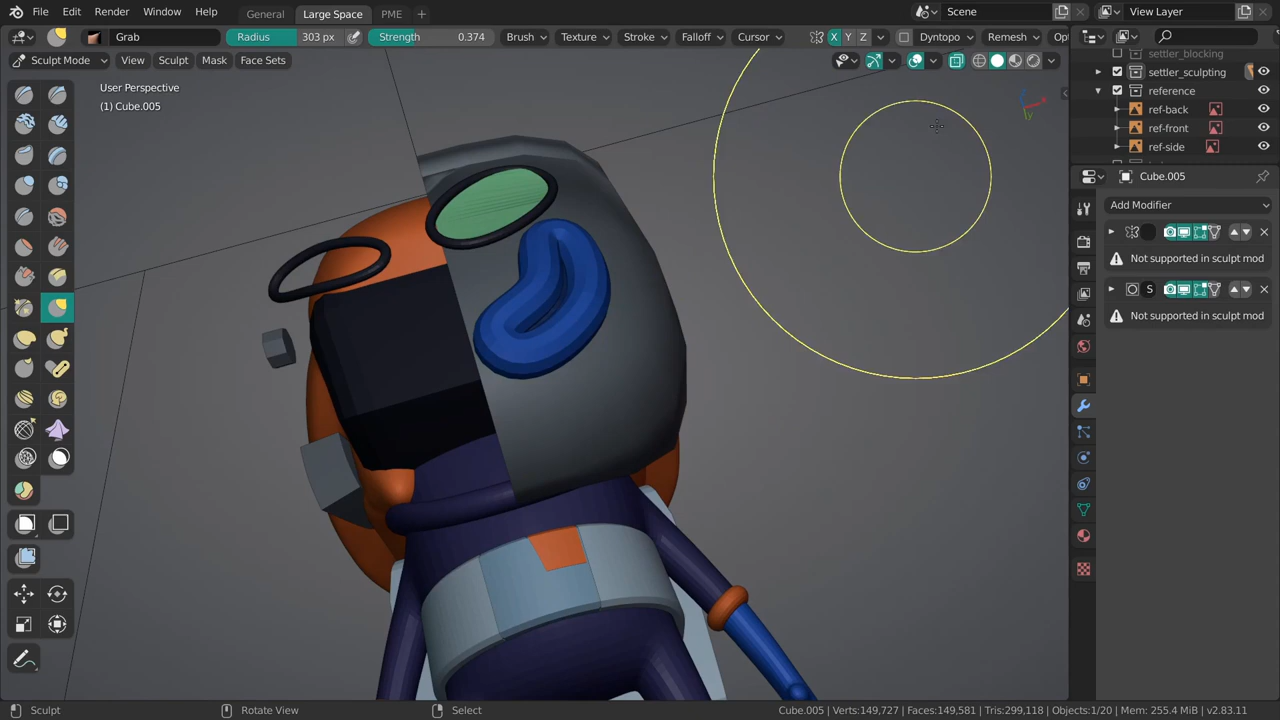 File Edit Render Window Help General Large Space PME + Scene View Layer
Grab Radius 303 px Strength 0.374 Brush Texture Stroke Falloff Cursor X Y Z Dyntopo Remesh Opt
Sculpt Mode View Sculpt Mask Face Sets
settler_blocking
settler_sculpting
reference
ref-back
ref-front
ref-side
User Perspective
(1) Cube.005
Y
Cube.005
Add Modifier
Not supported in sculpt mod
S
Not supported in sculpt mod
Sculpt Rotate View Select Cube.005 | Verts:149,727 | Faces:149,581 | Tris:299,118 | Objects:1/20 | Mem: 255.4 MiB | v2.83.11